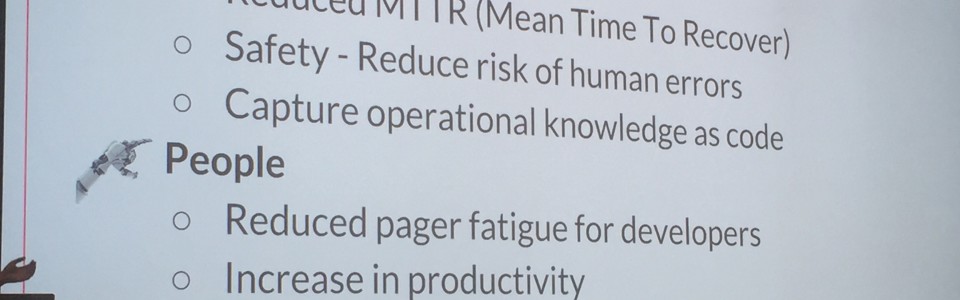 Reduced MTTR (Mean Time To Recover)
○ Safety - Reduce risk of human errors
○ Capture operational knowledge as code
People
○ Reduced pager fatigue for developers
○ Increase in productivity